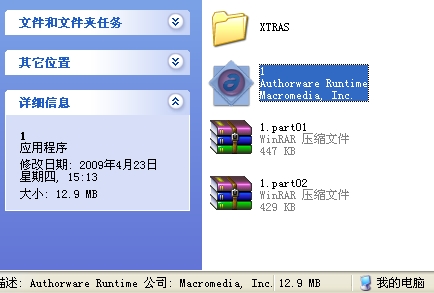 文件和文件夹任务
其它位置
详细信息
1
应用程序
修改日期: 2009年4月23日
星期四, 15:13
大小: 12.9 MB
XTRAS
1
Authorware Runtime
Macromedia, Inc.
1.part01
WinRAR 压缩文件
447 KB
1.part02
WinRAR 压缩文件
429 KB
描述: Authorware Runtime 公司: Macromedia, Inc. 12.9 MB 我的电脑